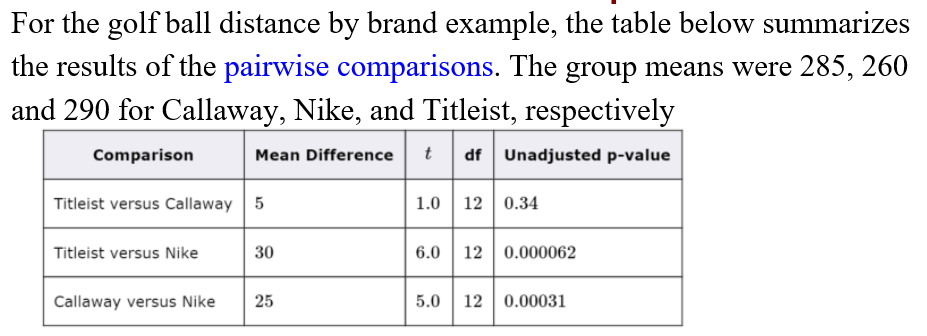 For the golf ball distance by brand example, the table below summarizes
the results of the pairwise comparisons. The group means were 285, 260
and 290 for Callaway, Nike, and Titleist, respectively
Comparison Mean Difference t df Unadjusted p-value
Titleist versus Callaway 5 1.0 12 0.34
Titleist versus Nike 30 6.0 12 0.000062
Callaway versus Nike 25 5.0 12 0.00031